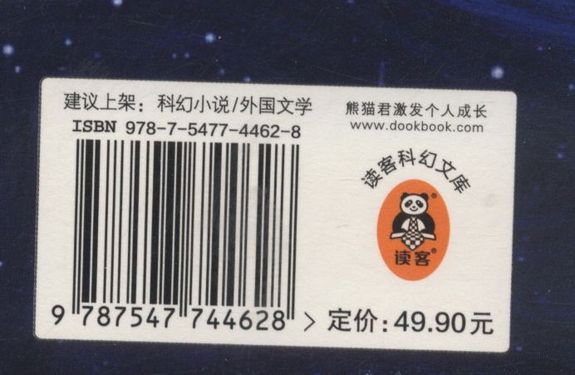 建议上架：科幻小说/外国文学
ISBN 978-7-5477-4462-8
9 787547 744628 >
熊猫君激发个人成长
www.dookbook.com
读客科幻文库
®
读客®
定价：49.90元